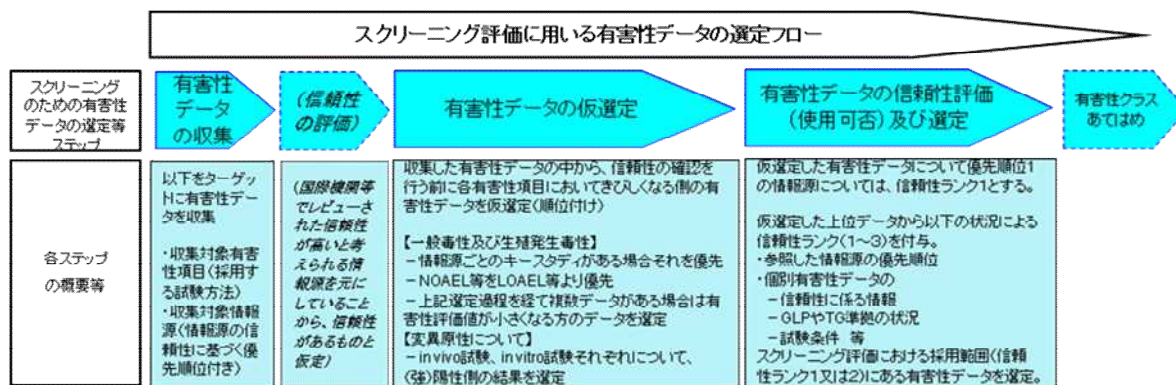 スクリーニング評価に用いる有害性データの選定フロー
スクリーニング
のための有害性
データの選定等
ステップ
有害性
データ
の収集
(信頼性
の評価)
有害性データの仮選定
有害性データの信頼性評価
(使用可否)及び選定
有害性クラス
あてはめ
各ステップ
の概要等
以下をターゲッ
トに有害性デー
タを収集
・収集対象有害
性項目(採用す
る試験方法)
・収集対象情報
源(情報源の信
頼性に基づく優
先順位付き)
(国際機関等
でレビューされ
た信頼性
が高いと考
えられる情
報源を元に
していること
から、信頼性
があるものと
仮定)
収集した有害性データの中から、信頼性の確認を
行う前に各有害性項目においてきびしくなる側の有
害性データを仮選定(順位付け)
【一般毒性及び生殖発生毒性】
－情報源ごとのキースタディがある場合それを優先
－NOAEL等をLOAEL等より優先
－上記選定過程を経て複数データがある場合は有
害性評価値が小さくなる方のデータを選定
【変異原性について】
－in vivo試験、in vitro試験それぞれについて、
(強)陽性側の結果を選定
仮選定した有害性データについて優先順位1
の情報源については、信頼性ランク1とする。
仮選定した上位データから以下の状況による
信頼性ランク(1～3)を付与。
・参照した情報源の優先順位
・個別有害性データの
－信頼性に係る情報
－GLPやTG準拠の状況
－試験条件 等
スクリーニング評価における採用範囲(信頼
性ランク1又は2)にある有害性データを選定。